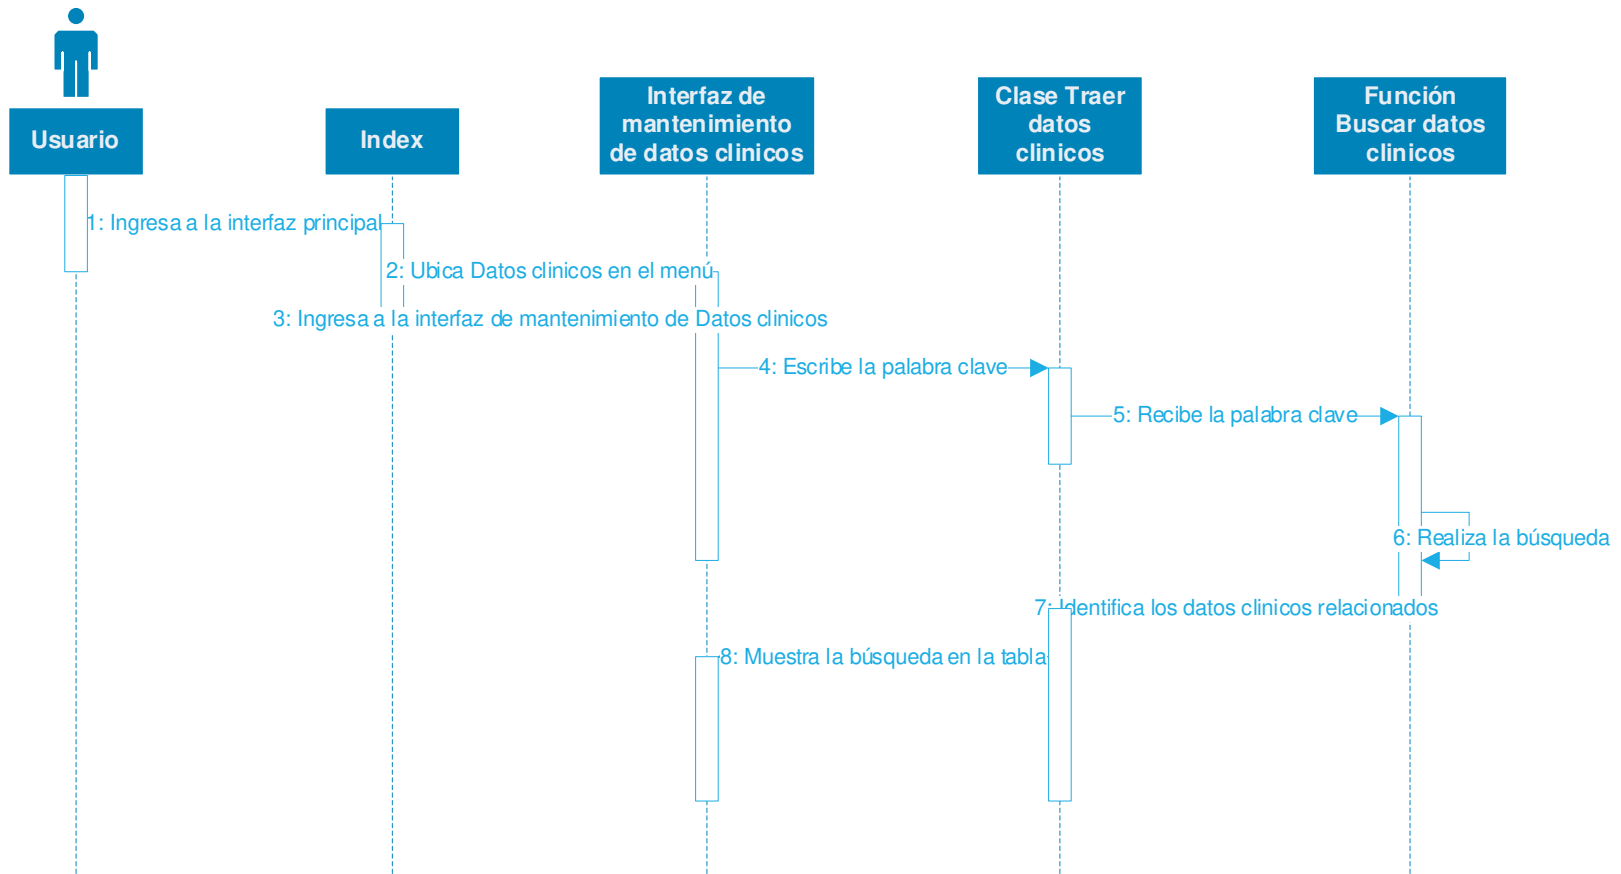 Usuario
Index
Interfaz de
mantenimiento
de datos clinicos
Clase Traer
datos
clinicos
Función
Buscar datos
clinicos
1: Ingresa a la interfaz principal
2: Ubica Datos clinicos en el menú
3: Ingresa a la interfaz de mantenimiento de Datos clinicos
4: Escribe la palabra clave
5: Recibe la palabra clave
6: Realiza la búsqueda
7: Identifica los datos clinicos relacionados
8: Muestra la búsqueda en la tabla